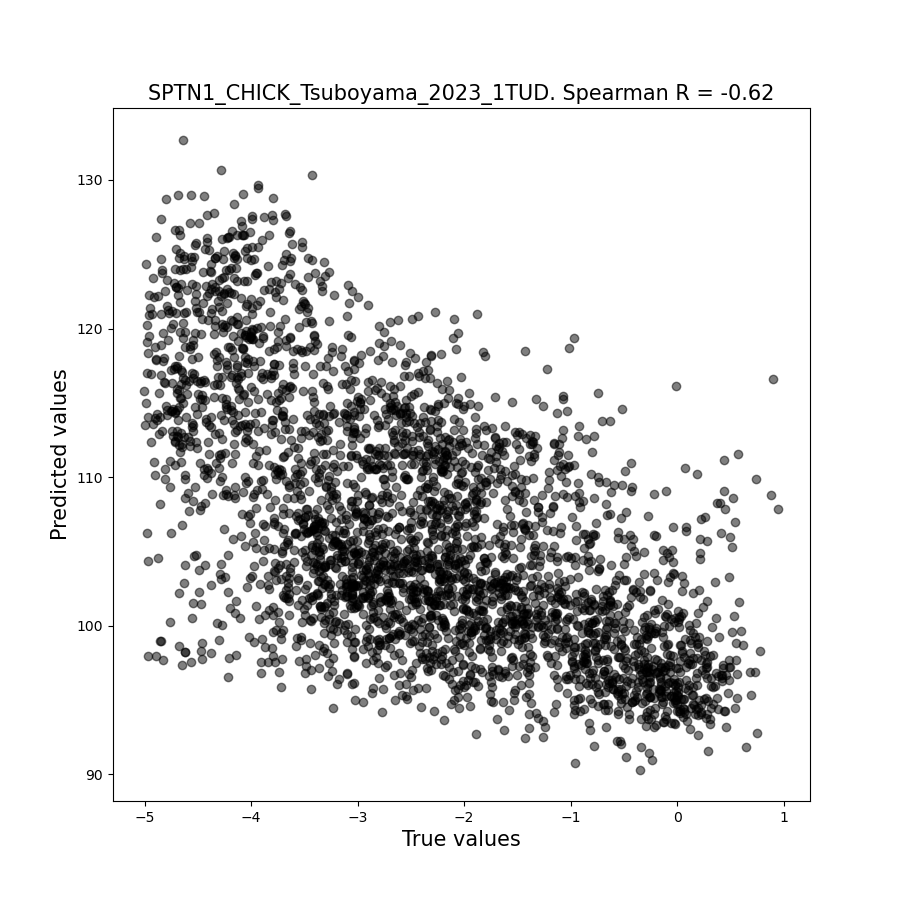 SPTN1_CHICK_Tsuboyama_2023_1TUD. Spearman R = -0.62
130
120
110
100
90
Predicted values
−5 −4 −3 −2 −1 0 1
True values